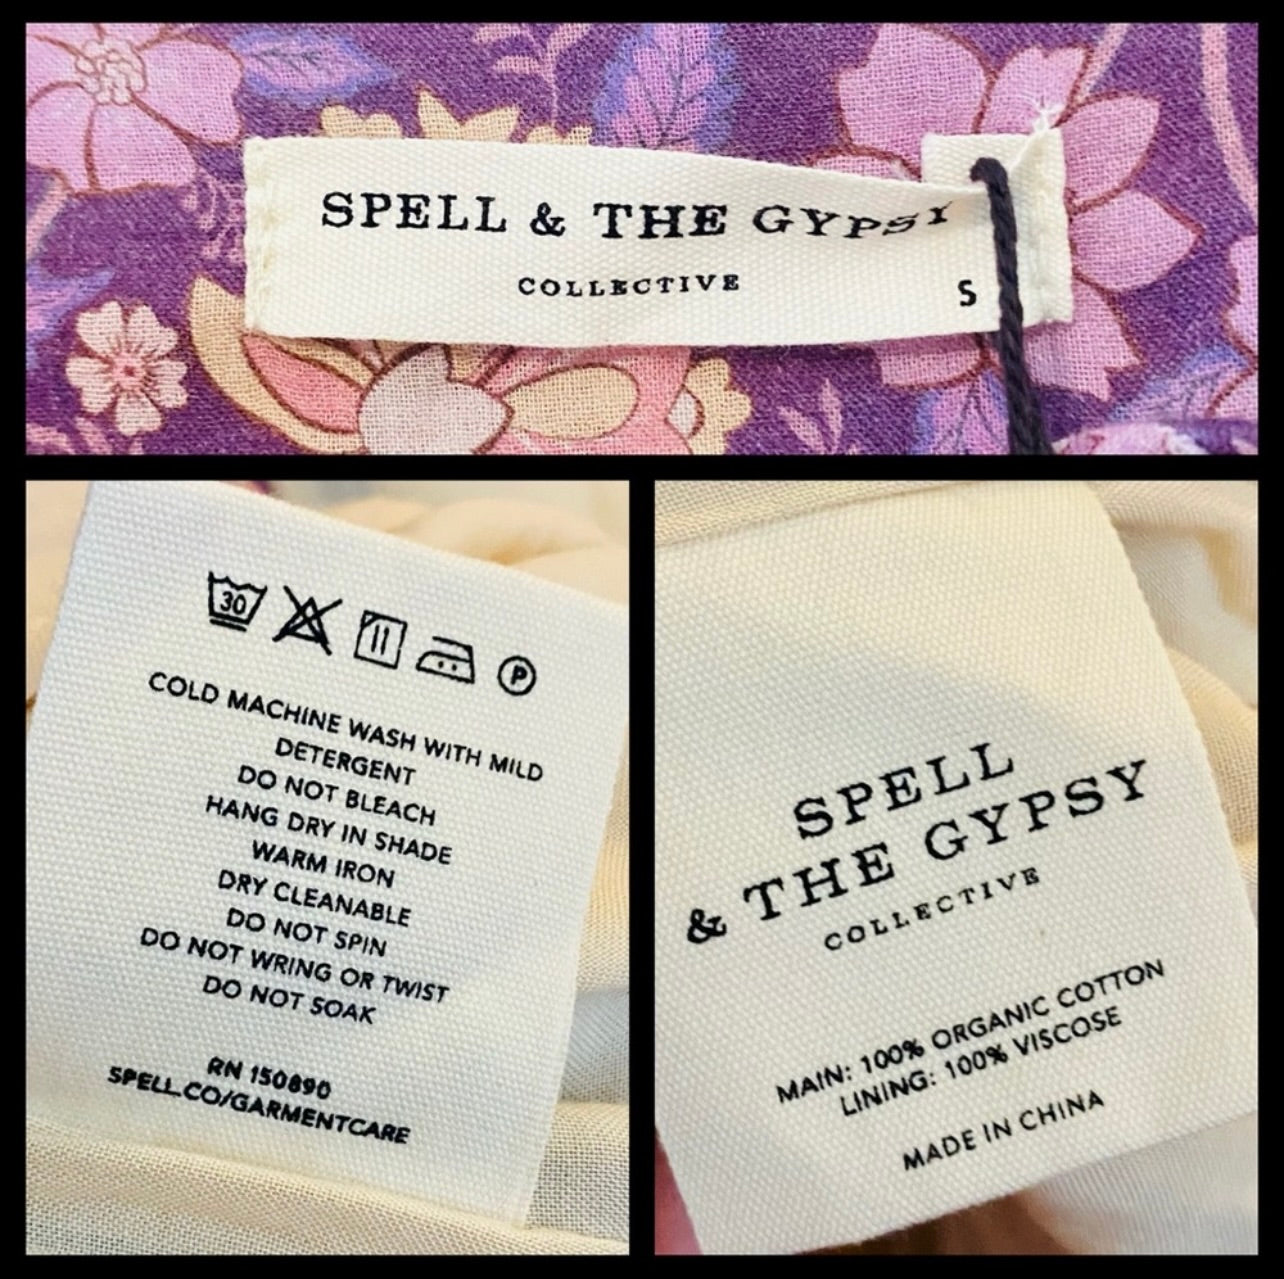 SPELL & THE GYPSY
COLLECTIVE
S
30
P
COLD MACHINE WASH WITH MILD
DETERGENT
DO NOT BLEACH
HANG DRY IN SHADE
WARM IRON
DRY CLEANABLE
DO NOT SPIN
DO NOT WRING OR TWIST
DO NOT SOAK
RN 150890
SPELL.CO/GARMENTCARE
SPELL
& THE GYPSY
COLLECTIVE
MAIN: 100% ORGANIC COTTON
LINING: 100% VISCOSE
MADE IN CHINA